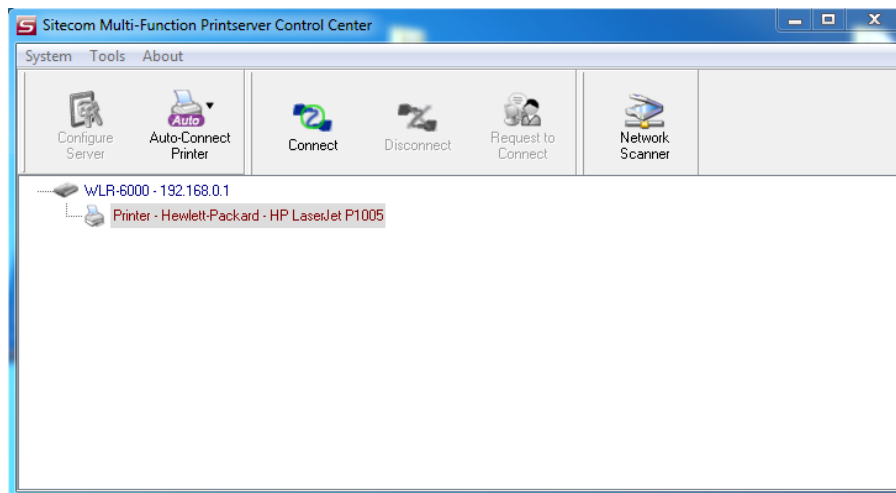 Sitecom Multi-Function Printserver Control Center
System Tools About
Configure Server
Auto
Auto-Connect Printer
Connect
Disconnect
Request to Connect
Network Scanner
WLR-6000 - 192.168.0.1
Printer - Hewlett-Packard - HP LaserJet P1005